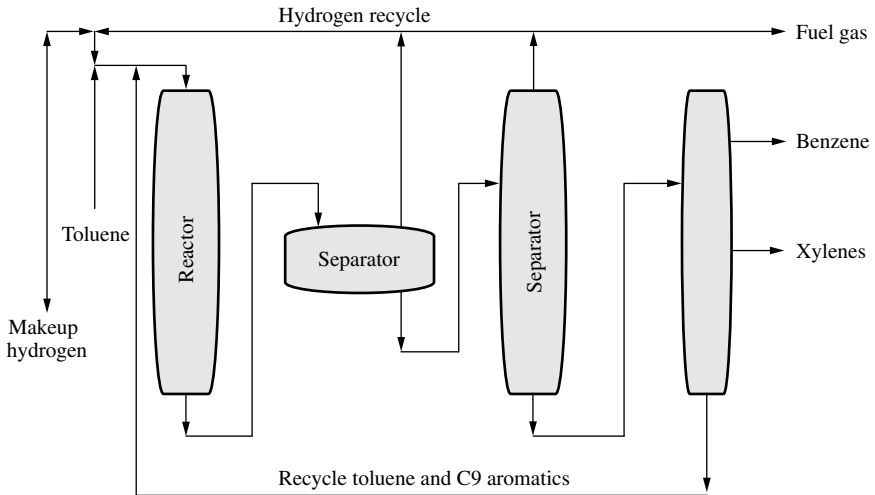 Hydrogen recycle
Fuel gas
Benzene
Toluene
Reactor
Separator
Separator
Xylenes
Makeup
hydrogen
Recycle toluene and C9 aromatics